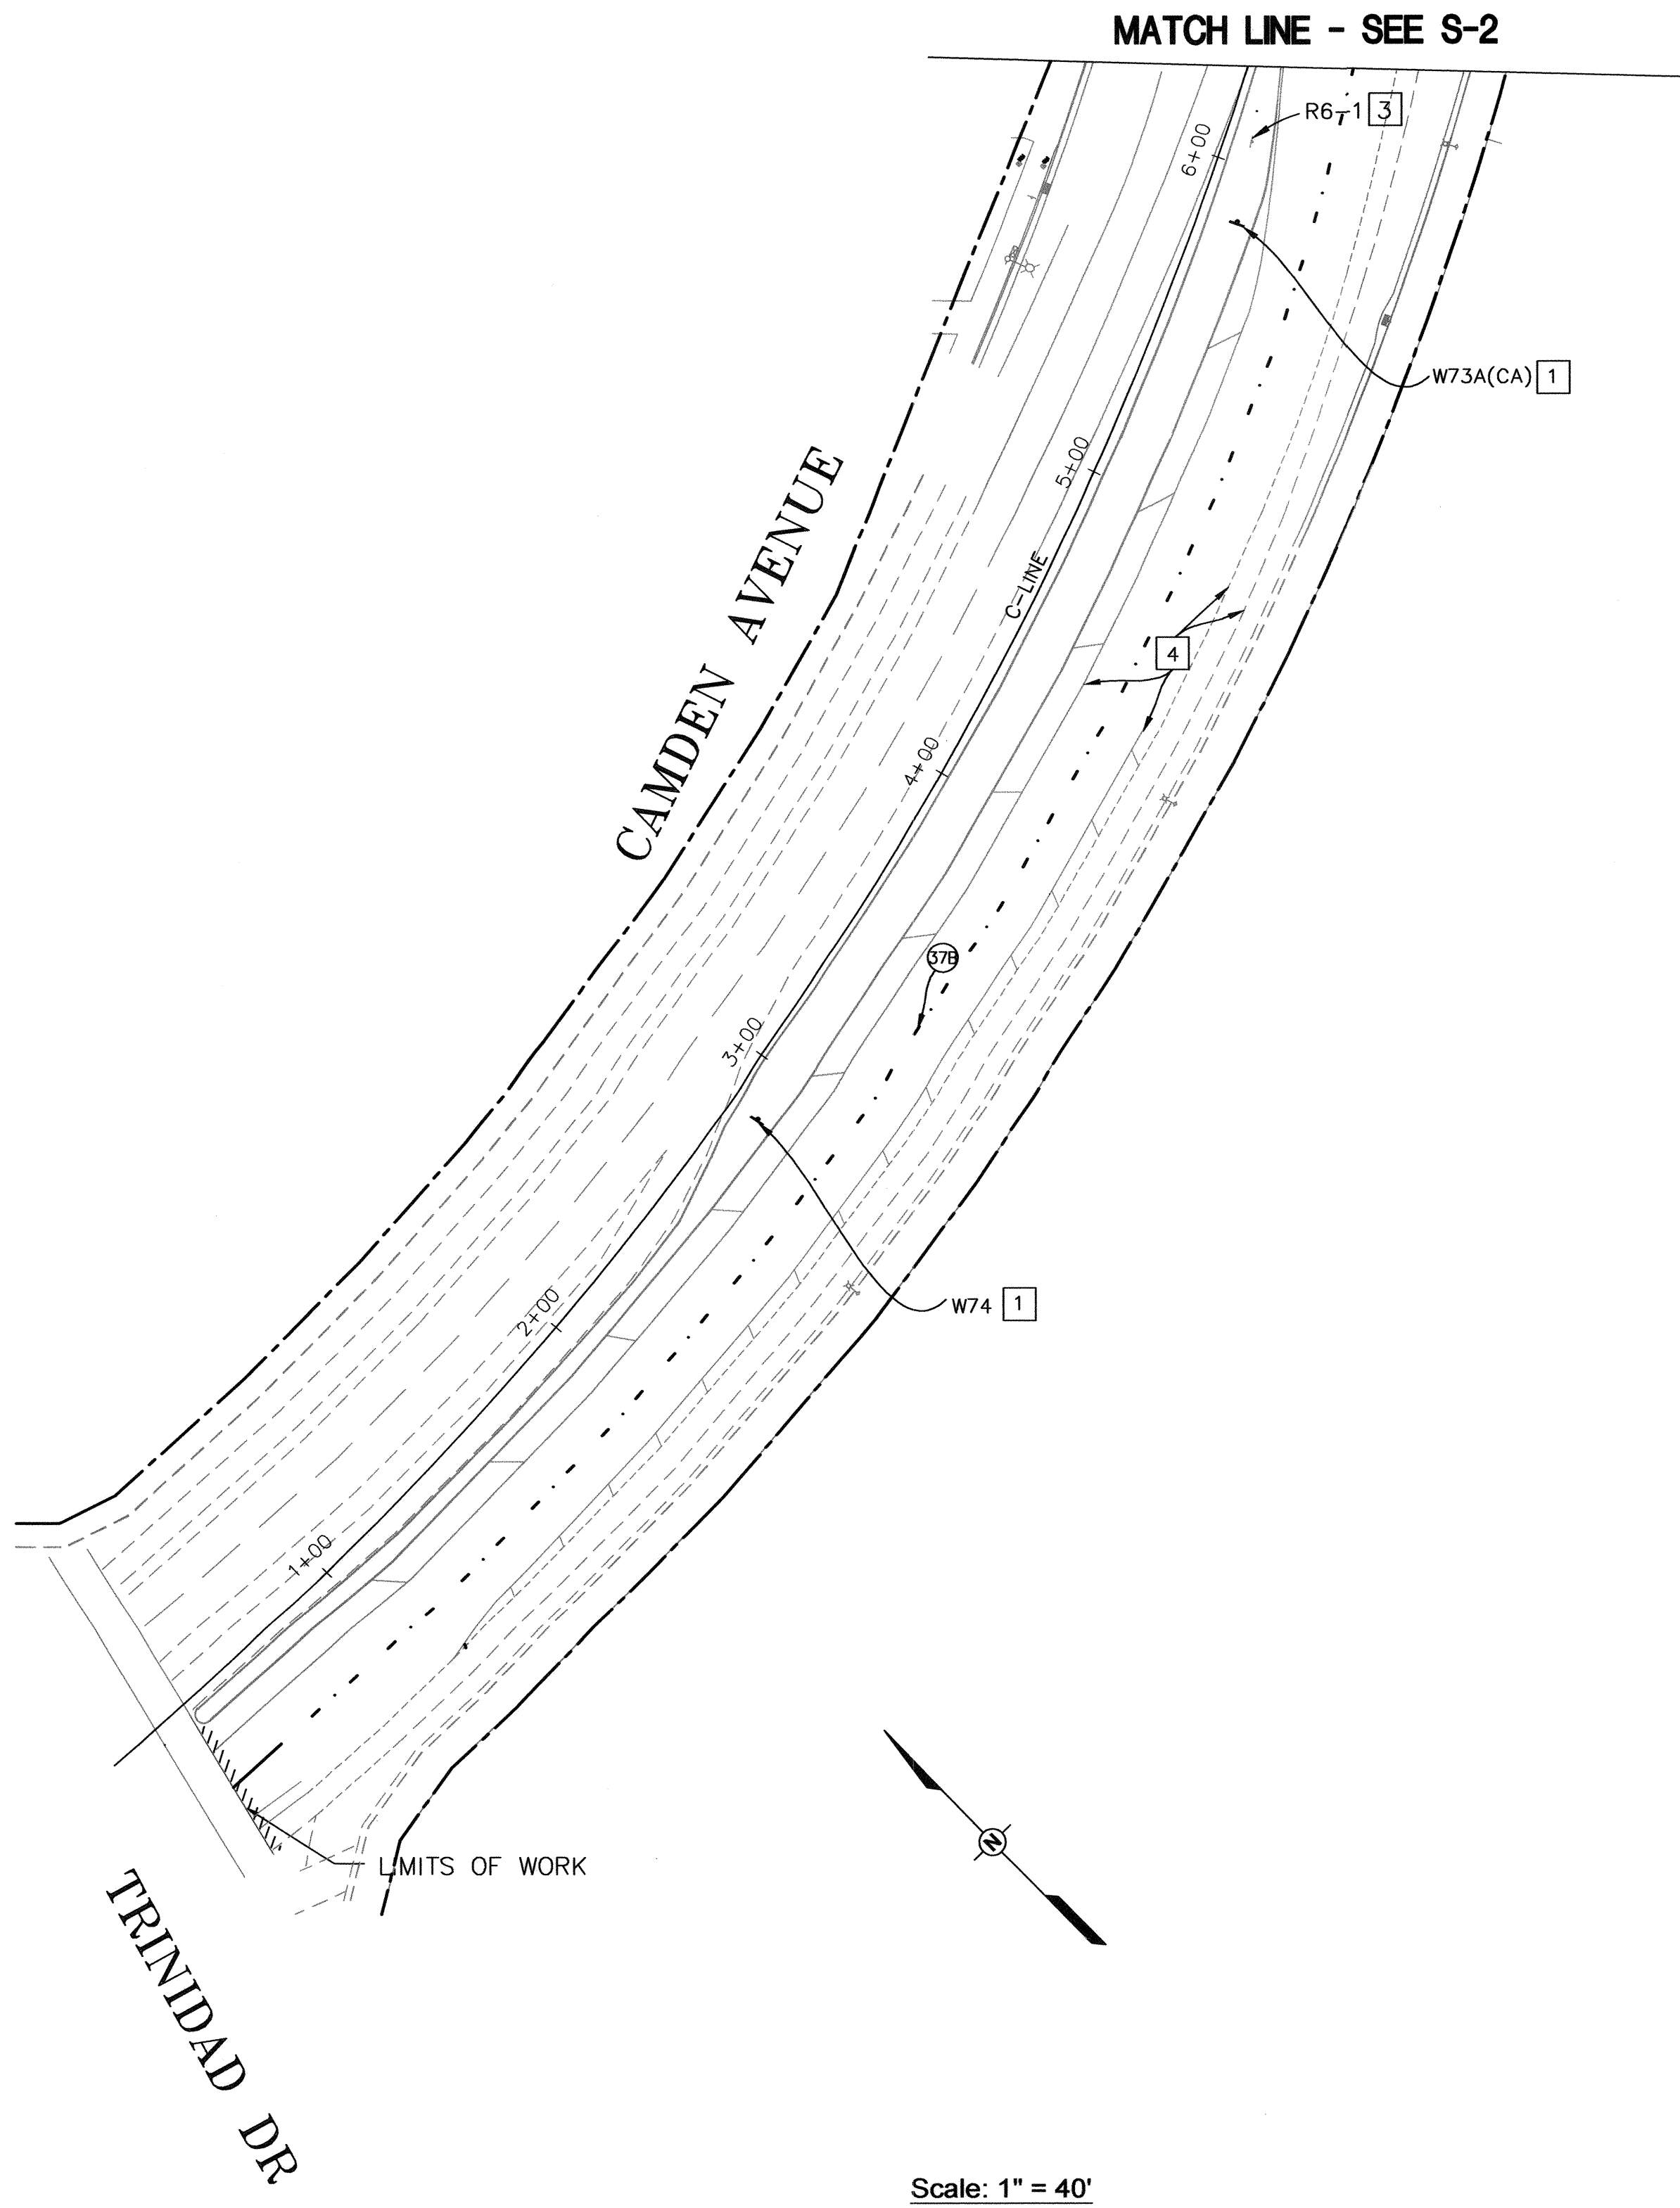 MATCH LINE - SEE S-2
R6-1 3
6+00
W73A(CA) 1
5+00
CAMDEN AVENUE
C-LINE
4
4+00
37B
3+00
W74 1
2+00
1+00
N
LIMITS OF WORK
TRINIDAD DR
Scale: 1" = 40'